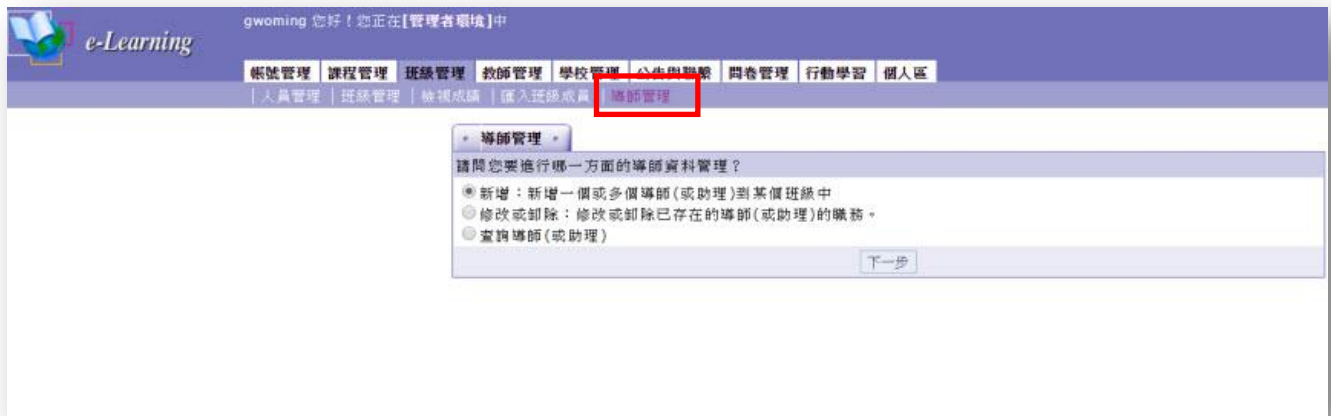 gwoming 您好！您正在[管理者環境]中
e-Learning
帳號管理 課程管理 班級管理 教師管理 學校管理 公告與聯繫 問卷管理 行動學習 個人區
|人員管理 |班級管理 |檢視成績 |匯入班級成員 |導師管理
導師管理
請問您要進行哪一方面的導師資料管理？
新增：新增一個或多個導師(或助理)到某個班級中
修改或卸除：修改或卸除已存在的導師(或助理)的職務。
查詢導師(或助理)
下一步